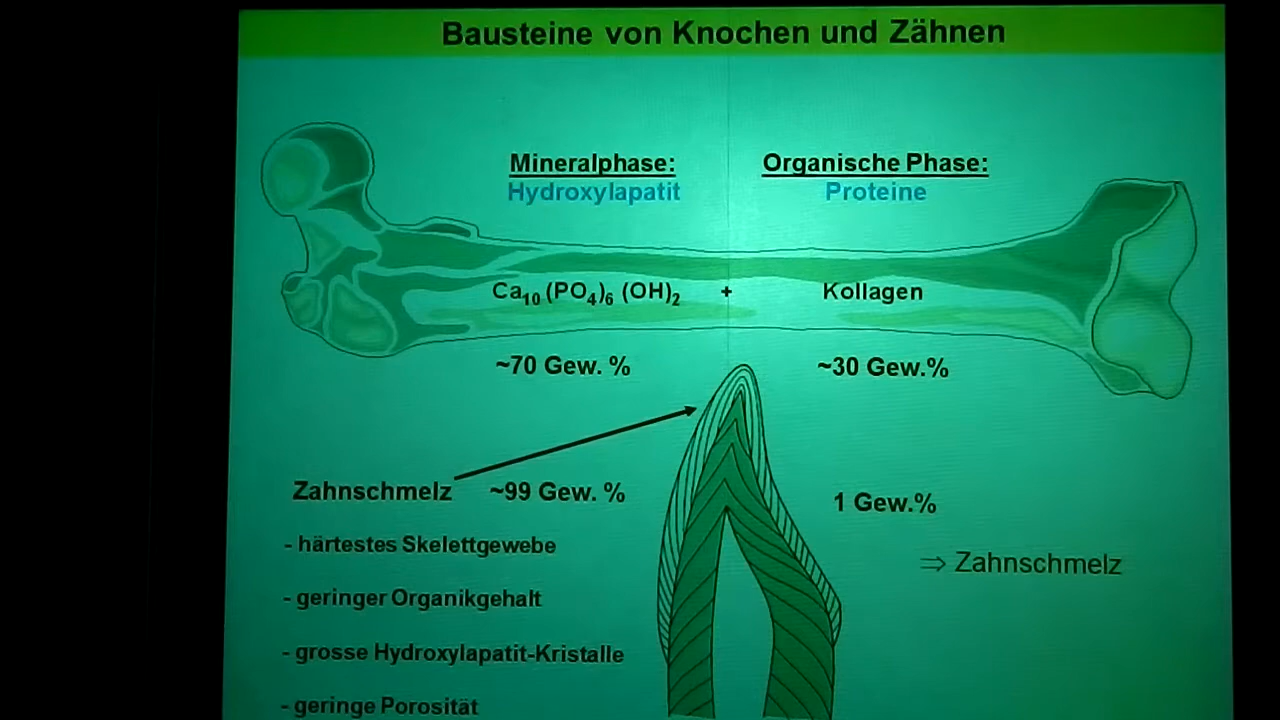 Bausteine von Knochen und Zähnen
Mineralphase: Organische Phase:
Hydroxylapatit Proteine
Ca₁₀(PO₄)₆(OH)₂ + Kollagen
~70 Gew. % ~30 Gew.%
Zahnschmelz ~99 Gew. % 1 Gew.%
- härtestes Skelettgewebe
⇒ Zahnschmelz
- geringer Organikgehalt
- grosse Hydroxylapatit-Kristalle
- geringe Porosität